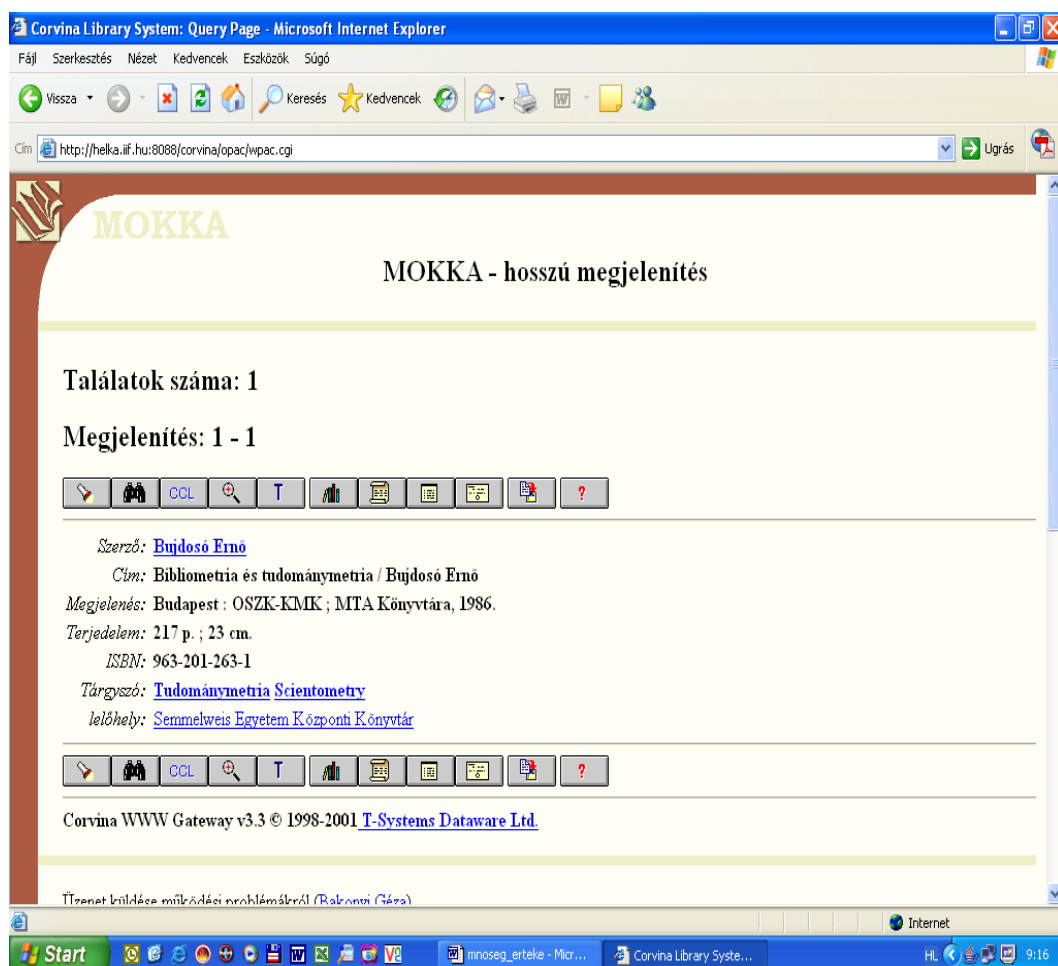 Corvina Library System: Query Page - Microsoft Internet Explorer
Fájl Szerkesztés Nézet Kedvencek Eszközök Súgó
Vissza Keresés Kedvencek
Cím http://helka.iif.hu:8088/corvina/opac/wpac.cgi Ugrás
MOKKA
MOKKA - hosszú megjelenítés
Találatok száma: 1
Megjelenítés: 1 - 1
CCL T ?
Szerző: Bujdosó Ernő
Cím: Bibliometria és tudománymetria / Bujdosó Ernő
Megjelenés: Budapest : OSZK-KMK ; MTA Könyvtára, 1986.
Terjedelem: 217 p. ; 23 cm.
ISBN: 963-201-263-1
Tárgyszó: Tudománymetria Scientometry
lelőhely: Semmelweis Egyetem Központi Könyvtár
CCL T ?
Corvina WWW Gateway v3.3 © 1998-2001 T-Systems Dataware Ltd.
Üzenet küldése működési problémákról (Bakonyi Géza)
Internet
Start mnoseg_erteke - Micr... Corvina Library Syste... HL 9:16